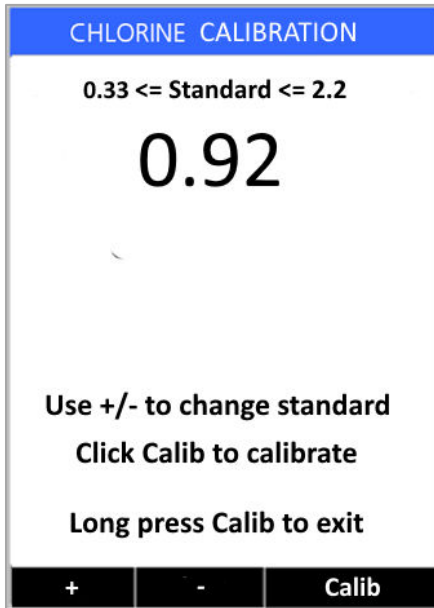 CHLORINE CALIBRATION
0.33 <= Standard <= 2.2
0.92
Use +/- to change standard
Click Calib to calibrate
Long press Calib to exit
+ - Calib